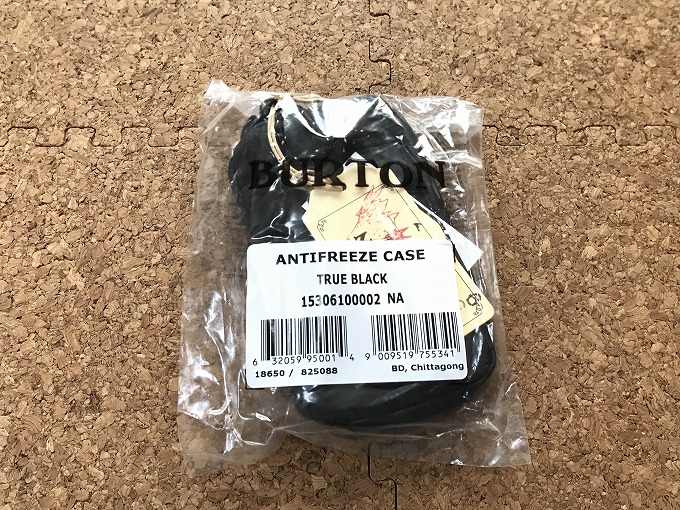 BURTON
ANTIFREEZE CASE
TRUE BLACK
15306100002 NA
6 32059 95001 4
9 009519 755341
18650 / 825088
BD, Chittagong